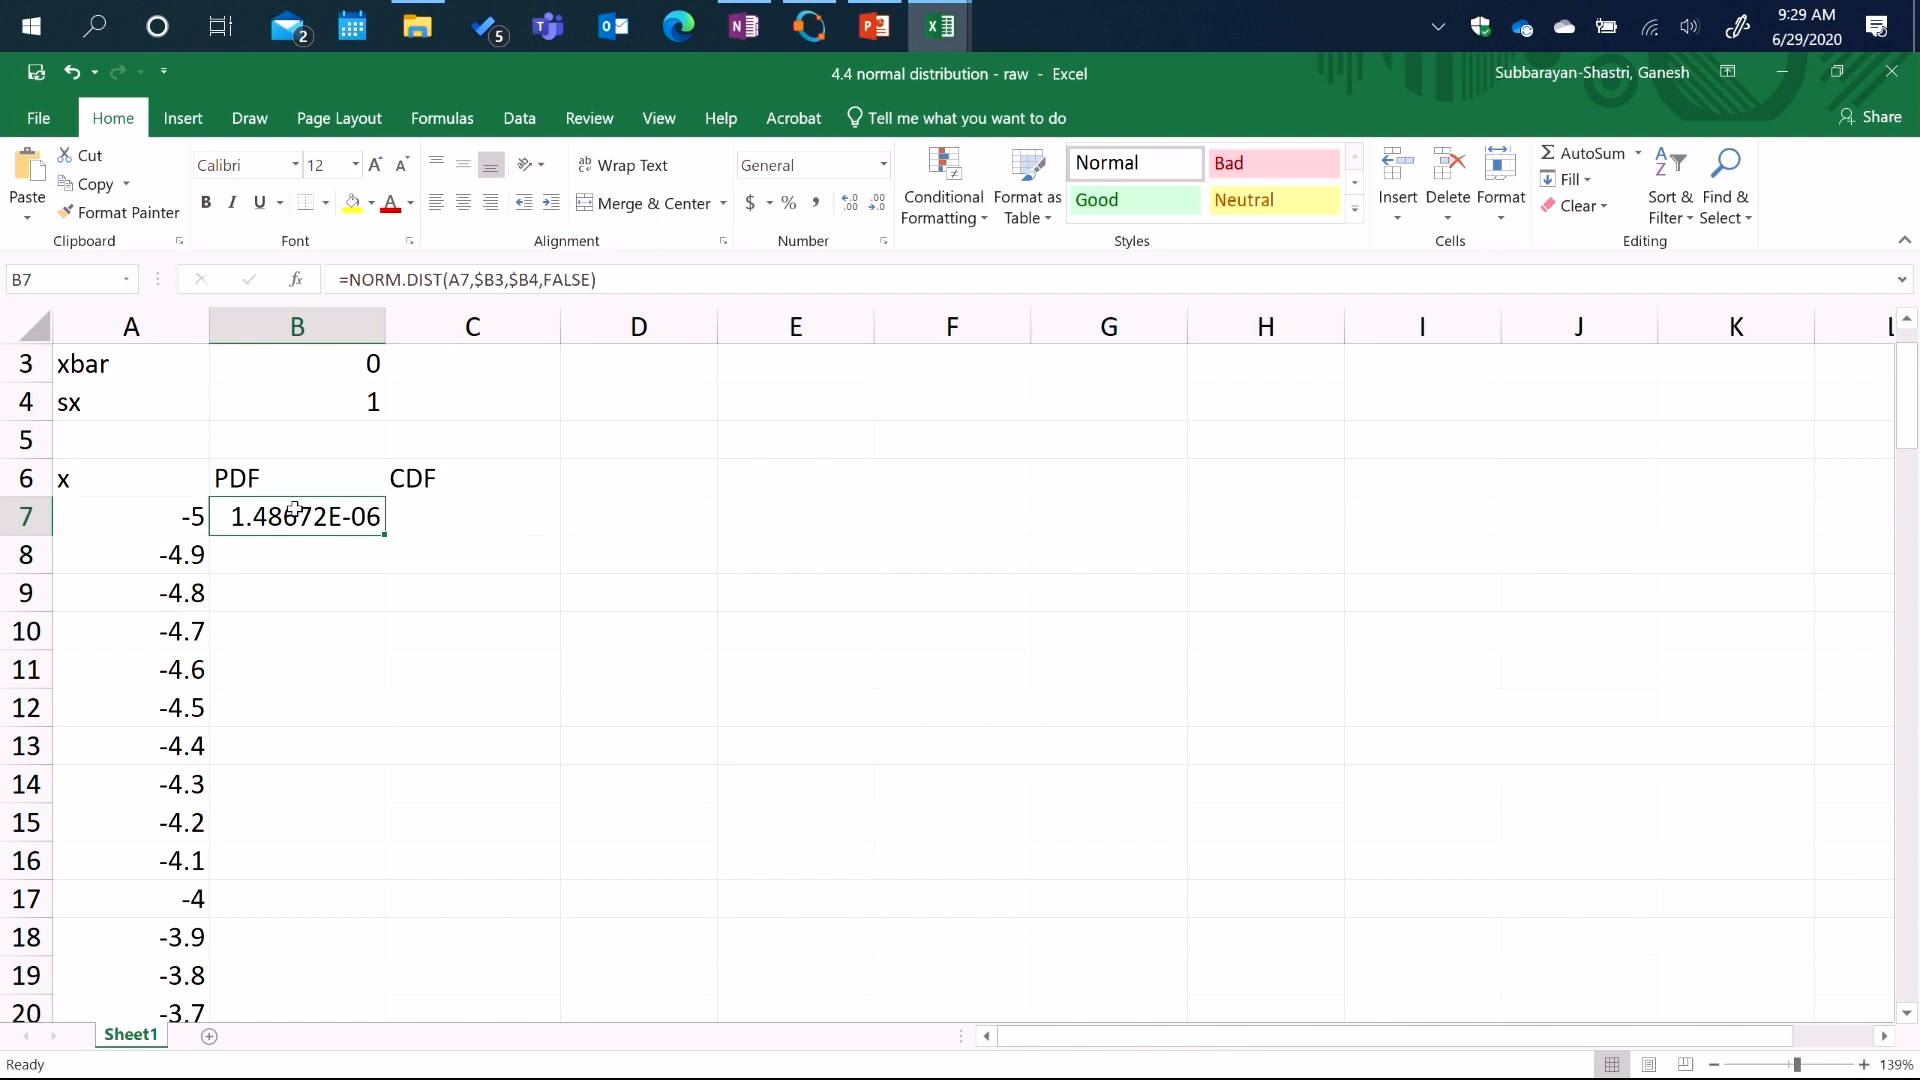 2
5
9:29 AM
6/29/2020
4.4 normal distribution - raw - Excel
Subbarayan-Shastri, Ganesh
File Home Insert Draw Page Layout Formulas Data Review View Help Acrobat Tell me what you want to do Share
Paste
Cut
Copy
Format Painter
Clipboard
Calibri 12
B I U
Font
Wrap Text
Merge & Center
Alignment
General
$ % ,
Number
Conditional Formatting
Format as Table
Normal Bad
Good Neutral
Styles
Insert Delete Format
Cells
AutoSum
Fill
Clear
Sort & Filter
Find & Select
Editing
B7 fx =NORM.DIST(A7,$B3,$B4,FALSE)
A B C D E F G H I J K L
3 xbar 0
4 sx 1
5
6 x PDF CDF
7 -5 1.48672E-06
8 -4.9
9 -4.8
10 -4.7
11 -4.6
12 -4.5
13 -4.4
14 -4.3
15 -4.2
16 -4.1
17 -4
18 -3.9
19 -3.8
20 -3.7
Sheet1
Ready 139%